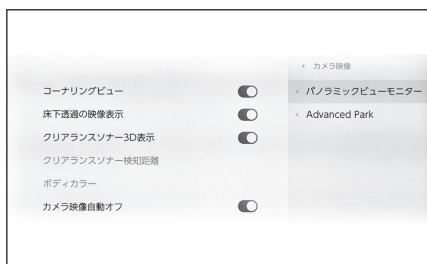 コーナリングビュー
床下透過の映像表示
クリアランスソナー3D表示
クリアランスソナー検知距離
ボディカラー
カメラ映像自動オフ
‹ カメラ映像
‹ パノラミックビューモニター
‹ Advanced Park